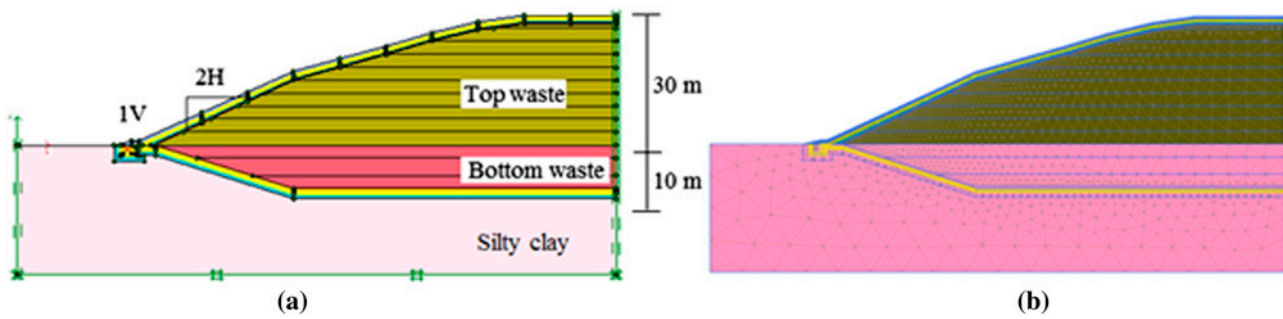 2H
1V
Top waste
30 m
Bottom waste
10 m
Silty clay
(a)
(b)